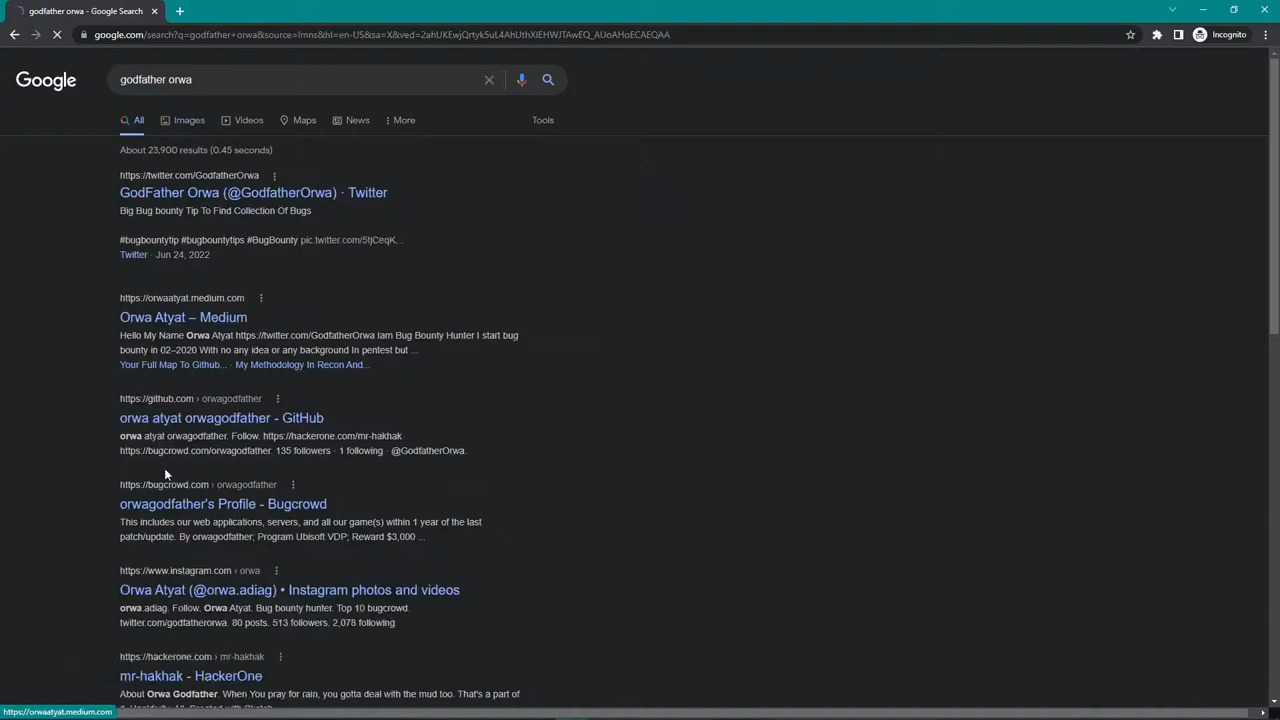 godfather orwa - Google Search
google.com/search?q=godfather+orwa&source=lmns&hl=en-US&sa=X&ved=2ahUKEwjQrtyk5uL4AhUthXIEHWJTAewQ_AUoAHoECAEQAA
Incognito
Google
godfather orwa
All Images Videos Maps News More Tools
About 23,900 results (0.45 seconds)
https://twitter.com/GodfatherOrwa
GodFather Orwa (@GodfatherOrwa) · Twitter
Big Bug bounty Tip To Find Collection Of Bugs
#bugbountytip #bugbountytips #BugBounty pic.twitter.com/5tjCeqK...
Twitter · Jun 24, 2022
https://orwaatyat.medium.com
Orwa Atyat – Medium
Hello My Name Orwa Atyat https://twitter.com/GodfatherOrwa Iam Bug Bounty Hunter I start bug
bounty in 02–2020 With no any idea or any background In pentest but ...
Your Full Map To Github... · My Methodology In Recon And...
https://github.com › orwagodfather
orwa atyat orwagodfather - GitHub
orwa atyat orwagodfather. Follow. https://hackerone.com/mr-hakhak
https://bugcrowd.com/orwagodfather. 135 followers · 1 following · @GodfatherOrwa.
https://bugcrowd.com › orwagodfather
orwagodfather's Profile - Bugcrowd
This includes our web applications, servers, and all our game(s) within 1 year of the last
patch/update. By orwagodfather; Program Ubisoft VDP; Reward $3,000 ...
https://www.instagram.com › orwa
Orwa Atyat (@orwa.adiag) • Instagram photos and videos
orwa.adiag. Follow. Orwa Atyat. Bug bounty hunter. Top 10 bugcrowd.
twitter.com/godfatherorwa. 80 posts. 513 followers. 2,078 following.
https://hackerone.com › mr-hakhak
mr-hakhak - HackerOne
About Orwa Godfather. When You pray for rain, you gotta deal with the mud too. That's a part of
https://orwaatyat.medium.com